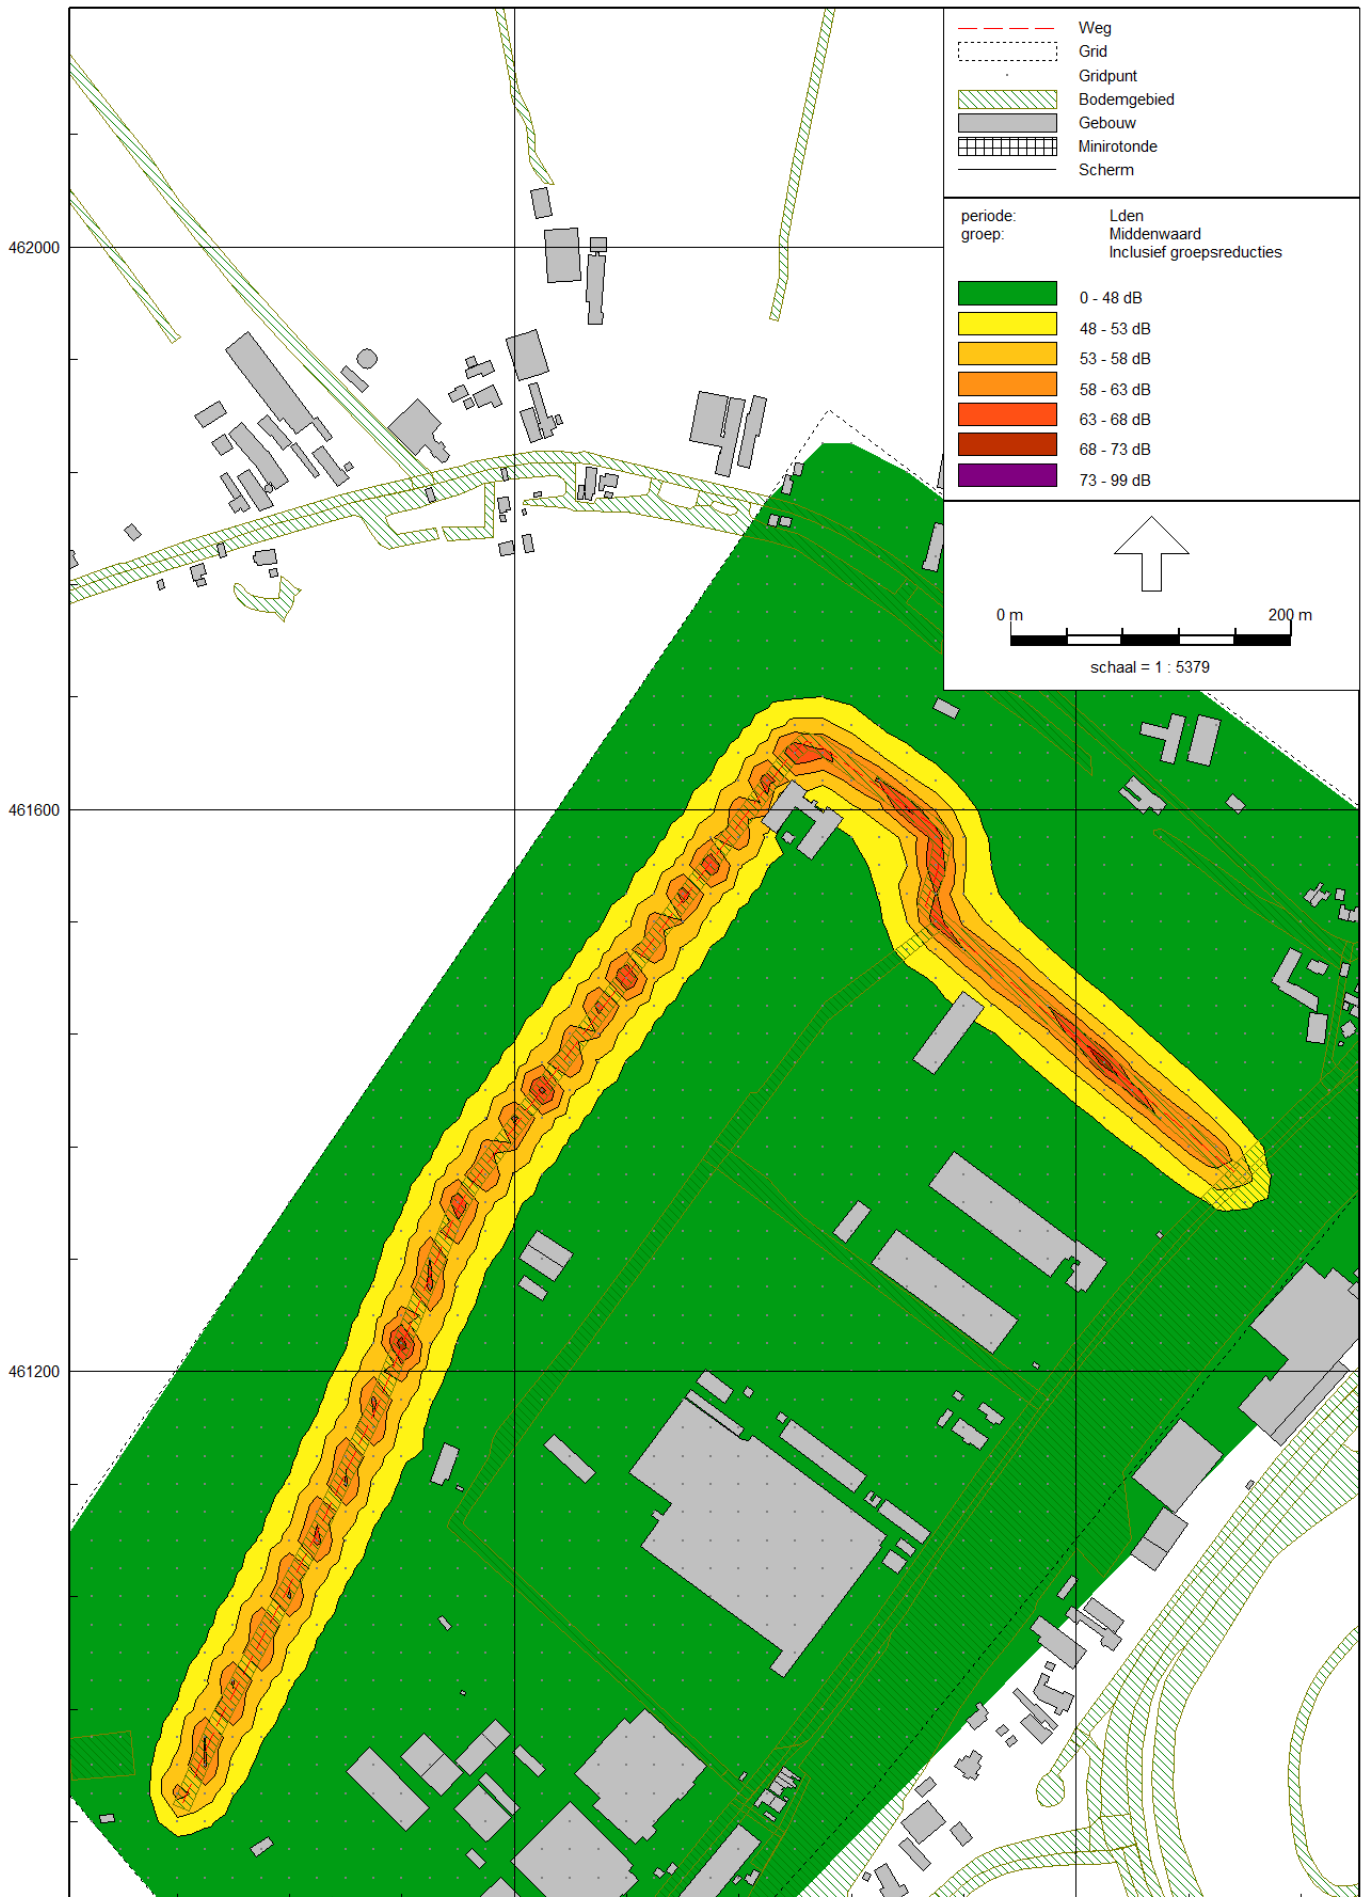 Weg
Grid
Gridpunt
Bodemgebied
Gebouw
Minirotonde
Scherm
periode: Lden
groep: Middenwaard
Inclusief groepsreducties
0 - 48 dB
48 - 53 dB
53 - 58 dB
58 - 63 dB
63 - 68 dB
68 - 73 dB
73 - 99 dB
0 m 200 m
schaal = 1 : 5379
462000
461600
461200